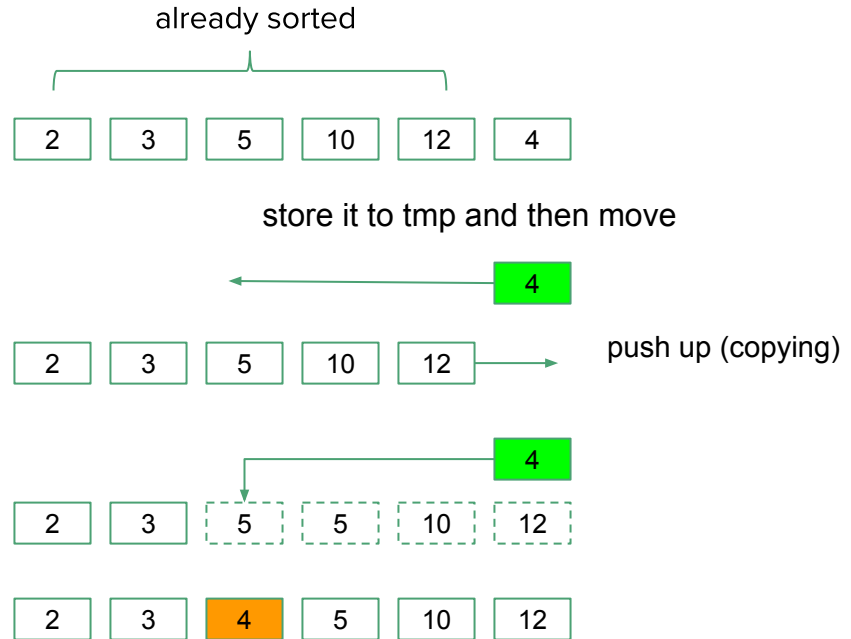 already sorted
2 3 5 10 12 4
store it to tmp and then move
4
2 3 5 10 12
push up (copying)
4
2 3 5 5 10 12
2 3 4 5 10 12